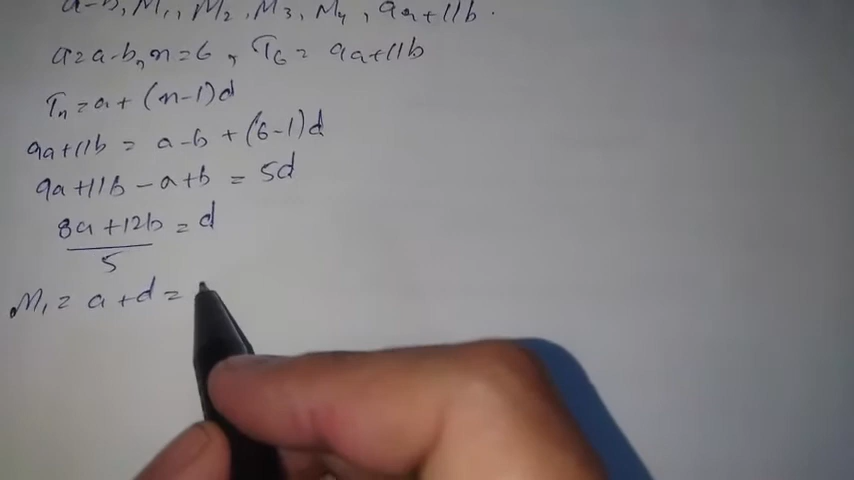 a-b, M₁, M₂, M₃, M₄, 9a+11b.
a=a-b, n=6, T₆= 9a+11b
Tₙ=a+(n-1)d
9a+11b = a-b+(6-1)d
9a+11b-a+b = 5d
8a+12b = d
5
M₁= a+d=